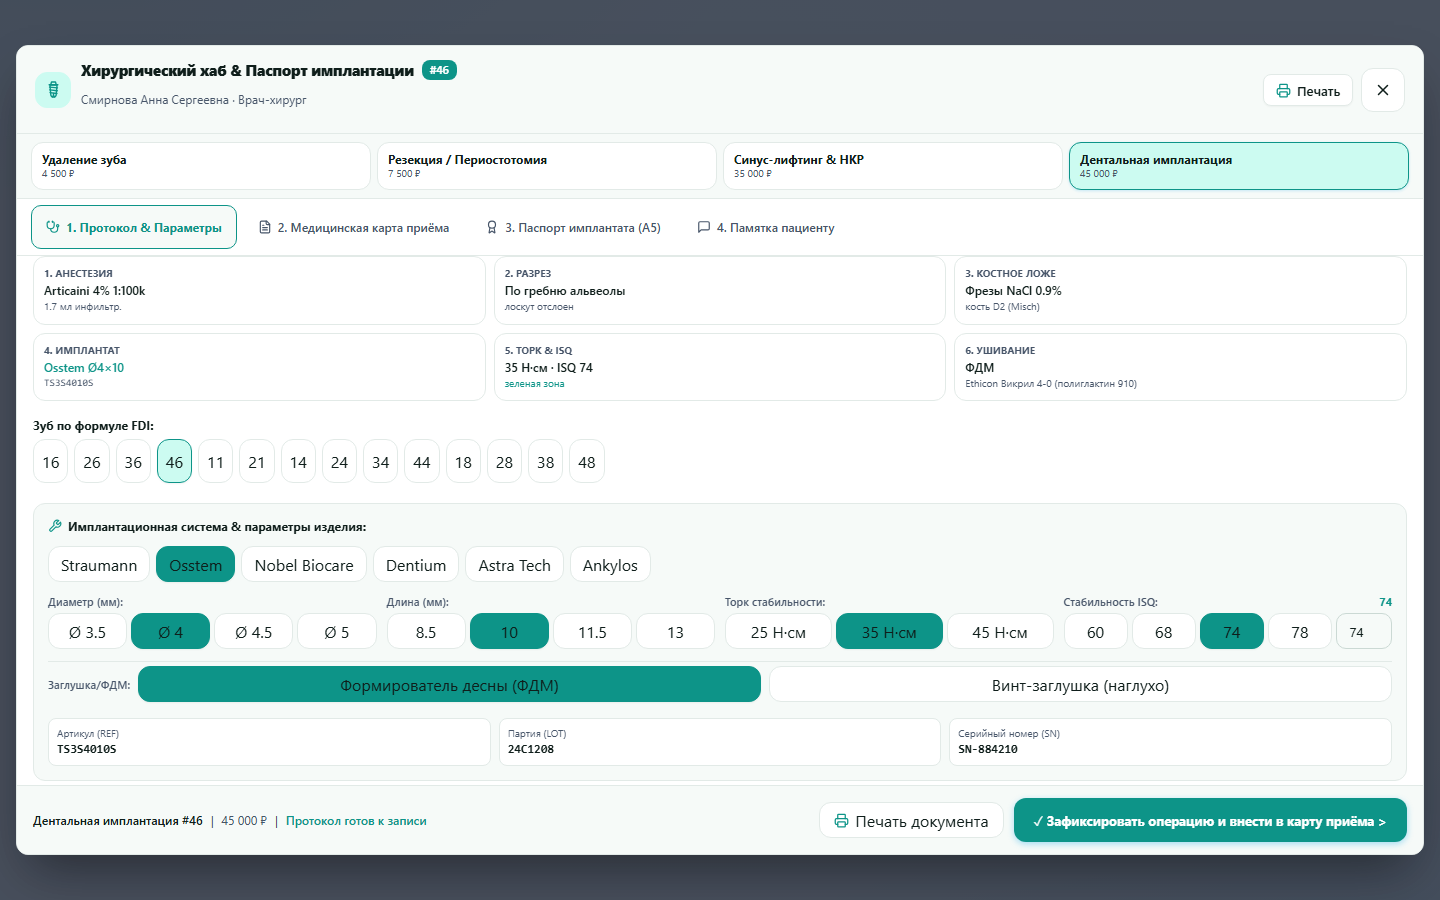 Хирургический хаб & Паспорт имплантации #46
Смирнова Анна Сергеевна · Врач-хирург
Печать
Удаление зуба
4 500 ₽
Резекция / Периостотомия
7 500 ₽
Синус-лифтинг & НКР
35 000 ₽
Дентальная имплантация
45 000 ₽
1. Протокол & Параметры
2. Медицинская карта приёма
3. Паспорт имплантата (А5)
4. Памятка пациенту
1. АНЕСТЕЗИЯ
Articaini 4% 1:100k
1.7 мл инфильтр.
2. РАЗРЕЗ
По гребню альвеолы
лоскут отслоен
3. КОСТНОЕ ЛОЖЕ
Фрезы NaCl 0.9%
кость D2 (Misch)
4. ИМПЛАНТАТ
Osstem Ø4×10
TS3S4010S
5. ТОРК & ISQ
35 Н·см · ISQ 74
зеленая зона
6. УШИВАНИЕ
ФДМ
Ethicon Викрил 4-0 (полиглактин 910)
Зуб по формуле FDI:
16 26 36 46 11 21 14 24 34 44 18 28 38 48
Имплантационная система & параметры изделия:
Straumann Osstem Nobel Biocare Dentium Astra Tech Ankylos
Диаметр (мм):
Ø 3.5 Ø 4 Ø 4.5 Ø 5
Длина (мм):
8.5 10 11.5 13
Торк стабильности:
25 Н·см 35 Н·см 45 Н·см
Стабильность ISQ: 74
60 68 74 78 74
Заглушка/ФДМ: Формирователь десны (ФДМ) Винт-заглушка (наглухо)
Артикул (REF)
TS3S4010S
Партия (LOT)
24C1208
Серийный номер (SN)
SN-884210
Дентальная имплантация #46 | 45 000 ₽ | Протокол готов к записи
Печать документа
✓ Зафиксировать операцию и внести в карту приёма >